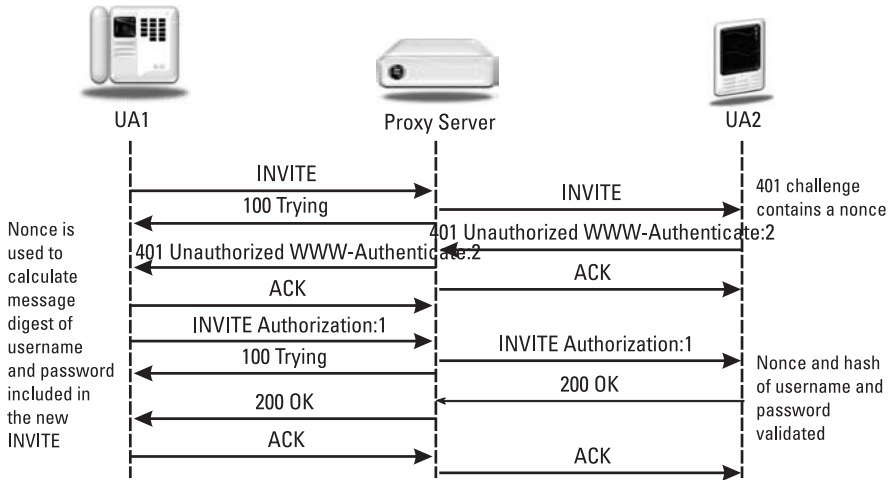 UA1
Proxy Server
UA2
INVITE
INVITE
401 challenge
contains a nonce
100 Trying
401 Unauthorized WWW-Authenticate:2
401 Unauthorized WWW-Authenticate:2
ACK
ACK
Nonce is
used to
calculate
message
digest of
username
and password
included in
the new
INVITE
INVITE Authorization:1
INVITE Authorization:1
100 Trying
200 OK
200 OK
Nonce and hash
of username and
password
validated
ACK
ACK